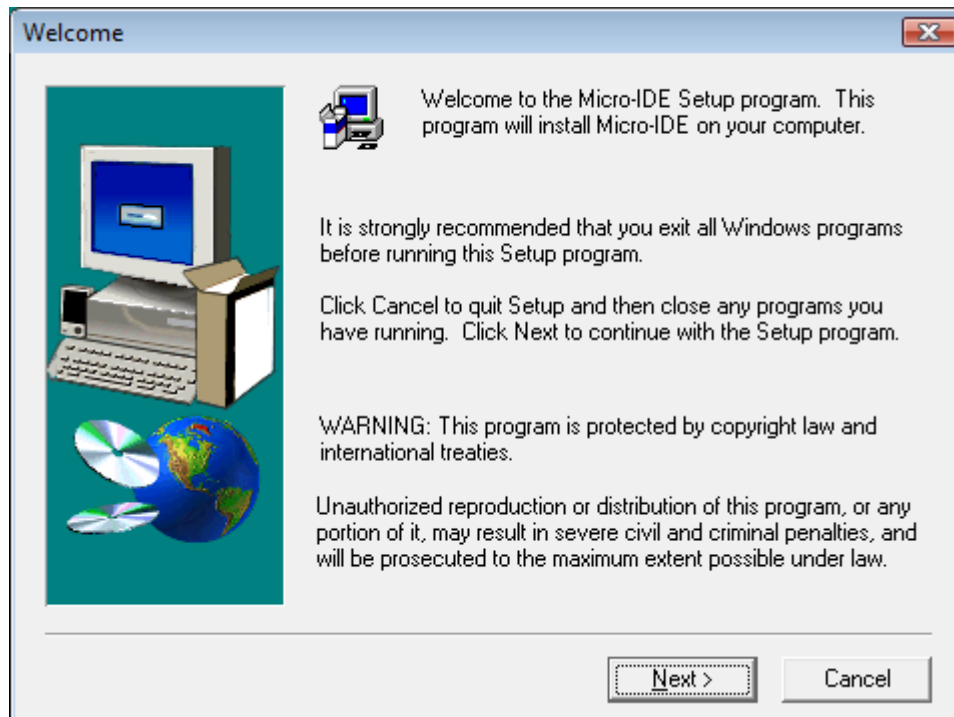 Welcome
Welcome to the Micro-IDE Setup program. This
program will install Micro-IDE on your computer.
It is strongly recommended that you exit all Windows programs
before running this Setup program.
Click Cancel to quit Setup and then close any programs you
have running. Click Next to continue with the Setup program.
WARNING: This program is protected by copyright law and
international treaties.
Unauthorized reproduction or distribution of this program, or any
portion of it, may result in severe civil and criminal penalties, and
will be prosecuted to the maximum extent possible under law.
Next >
Cancel